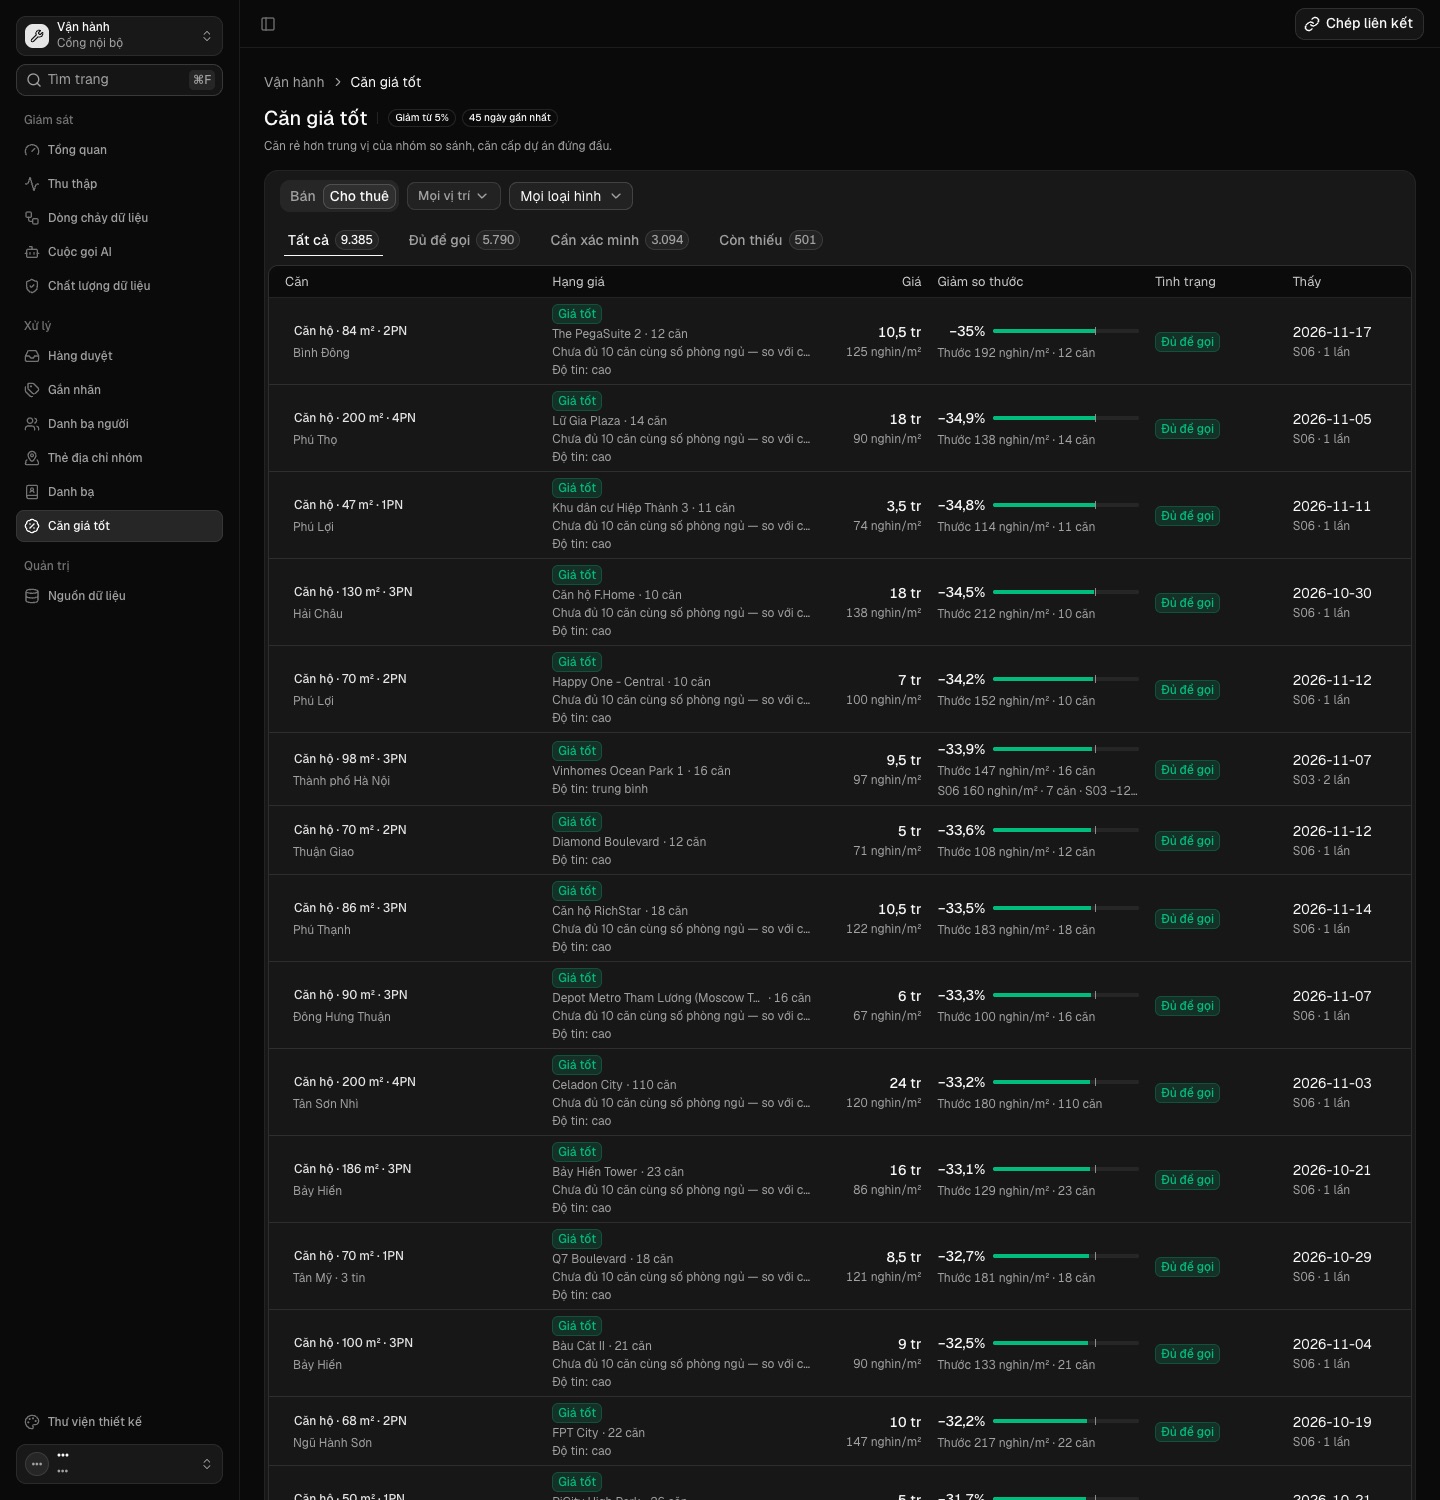 Vận hành
Cổng nội bộ
Tìm trang
⌘F
Giám sát
Tổng quan
Thu thập
Dòng chảy dữ liệu
Cuộc gọi AI
Chất lượng dữ liệu
Xử lý
Hàng duyệt
Gắn nhãn
Danh bạ người
Thẻ địa chỉ nhóm
Danh bạ
Căn giá tốt
Quản trị
Nguồn dữ liệu
Thư viện thiết kế
Chép liên kết
Vận hành > Căn giá tốt
Căn giá tốt
Giảm từ 5%
45 ngày gần nhất
Căn rẻ hơn trung vị của nhóm so sánh, căn cấp dự án đứng đầu.
Bán
Cho thuê
Mọi vị trí
Mọi loại hình
Tất cả 9.385
Đủ để gọi 5.790
Cần xác minh 3.094
Còn thiếu 501
Căn
Hạng giá
Giá
Giảm so thước
Tình trạng
Thấy
Căn hộ · 84 m² · 2PN
Bình Đông
Giá tốt
The PegaSuite 2 · 12 căn
Chưa đủ 10 căn cùng số phòng ngủ — so với c…
Độ tin: cao
10,5 tr
125 nghìn/m²
−35%
Thước 192 nghìn/m² · 12 căn
Đủ để gọi
2026-11-17
S06 · 1 lần
Căn hộ · 200 m² · 4PN
Phú Thọ
Giá tốt
Lữ Gia Plaza · 14 căn
Chưa đủ 10 căn cùng số phòng ngủ — so với c…
Độ tin: cao
18 tr
90 nghìn/m²
−34,9%
Thước 138 nghìn/m² · 14 căn
Đủ để gọi
2026-11-05
S06 · 1 lần
Căn hộ · 47 m² · 1PN
Phú Lợi
Giá tốt
Khu dân cư Hiệp Thành 3 · 11 căn
Chưa đủ 10 căn cùng số phòng ngủ — so với c…
Độ tin: cao
3,5 tr
74 nghìn/m²
−34,8%
Thước 114 nghìn/m² · 11 căn
Đủ để gọi
2026-11-11
S06 · 1 lần
Căn hộ · 130 m² · 3PN
Hải Châu
Giá tốt
Căn hộ F.Home · 10 căn
Chưa đủ 10 căn cùng số phòng ngủ — so với c…
Độ tin: cao
18 tr
138 nghìn/m²
−34,5%
Thước 212 nghìn/m² · 10 căn
Đủ để gọi
2026-10-30
S06 · 1 lần
Căn hộ · 70 m² · 2PN
Phú Lợi
Giá tốt
Happy One - Central · 10 căn
Chưa đủ 10 căn cùng số phòng ngủ — so với c…
Độ tin: cao
7 tr
100 nghìn/m²
−34,2%
Thước 152 nghìn/m² · 10 căn
Đủ để gọi
2026-11-12
S06 · 1 lần
Căn hộ · 98 m² · 3PN
Thành phố Hà Nội
Giá tốt
Vinhomes Ocean Park 1 · 16 căn
Độ tin: trung bình
9,5 tr
97 nghìn/m²
−33,9%
Thước 147 nghìn/m² · 16 căn
S06 160 nghìn/m² · 7 căn · S03 −12…
Đủ để gọi
2026-11-07
S03 · 2 lần
Căn hộ · 70 m² · 2PN
Thuận Giao
Giá tốt
Diamond Boulevard · 12 căn
Độ tin: cao
5 tr
71 nghìn/m²
−33,6%
Thước 108 nghìn/m² · 12 căn
Đủ để gọi
2026-11-12
S06 · 1 lần
Căn hộ · 86 m² · 3PN
Phú Thạnh
Giá tốt
Căn hộ RichStar · 18 căn
Chưa đủ 10 căn cùng số phòng ngủ — so với c…
Độ tin: cao
10,5 tr
122 nghìn/m²
−33,5%
Thước 183 nghìn/m² · 18 căn
Đủ để gọi
2026-11-14
S06 · 1 lần
Căn hộ · 90 m² · 3PN
Đông Hưng Thuận
Giá tốt
Depot Metro Tham Lương (Moscow T… · 16 căn
Chưa đủ 10 căn cùng số phòng ngủ — so với c…
Độ tin: cao
6 tr
67 nghìn/m²
−33,3%
Thước 100 nghìn/m² · 16 căn
Đủ để gọi
2026-11-07
S06 · 1 lần
Căn hộ · 200 m² · 4PN
Tân Sơn Nhì
Giá tốt
Celadon City · 110 căn
Chưa đủ 10 căn cùng số phòng ngủ — so với c…
Độ tin: cao
24 tr
120 nghìn/m²
−33,2%
Thước 180 nghìn/m² · 110 căn
Đủ để gọi
2026-11-03
S06 · 1 lần
Căn hộ · 186 m² · 3PN
Bảy Hiền
Giá tốt
Bảy Hiền Tower · 23 căn
Chưa đủ 10 căn cùng số phòng ngủ — so với c…
Độ tin: cao
16 tr
86 nghìn/m²
−33,1%
Thước 129 nghìn/m² · 23 căn
Đủ để gọi
2026-10-21
S06 · 1 lần
Căn hộ · 70 m² · 1PN
Tân Mỹ · 3 tin
Giá tốt
Q7 Boulevard · 18 căn
Chưa đủ 10 căn cùng số phòng ngủ — so với c…
Độ tin: cao
8,5 tr
121 nghìn/m²
−32,7%
Thước 181 nghìn/m² · 18 căn
Đủ để gọi
2026-10-29
S06 · 1 lần
Căn hộ · 100 m² · 3PN
Bảy Hiền
Giá tốt
Bàu Cát II · 21 căn
Chưa đủ 10 căn cùng số phòng ngủ — so với c…
Độ tin: cao
9 tr
90 nghìn/m²
−32,5%
Thước 133 nghìn/m² · 21 căn
Đủ để gọi
2026-11-04
S06 · 1 lần
Căn hộ · 68 m² · 2PN
Ngũ Hành Sơn
Giá tốt
FPT City · 22 căn
Độ tin: cao
10 tr
147 nghìn/m²
−32,2%
Thước 217 nghìn/m² · 22 căn
Đủ để gọi
2026-10-19
S06 · 1 lần
Căn hộ · 50 m² · 1PN
Giá tốt
5 tr
−31,7%
2026-10-21